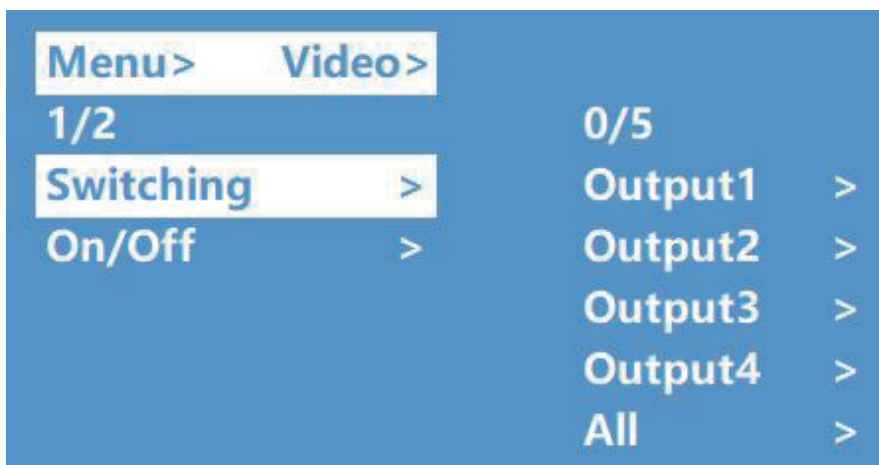 Menu> Video>
1/2 0/5
Switching > Output1 >
On/Off > Output2 >
Output3 >
Output4 >
All >